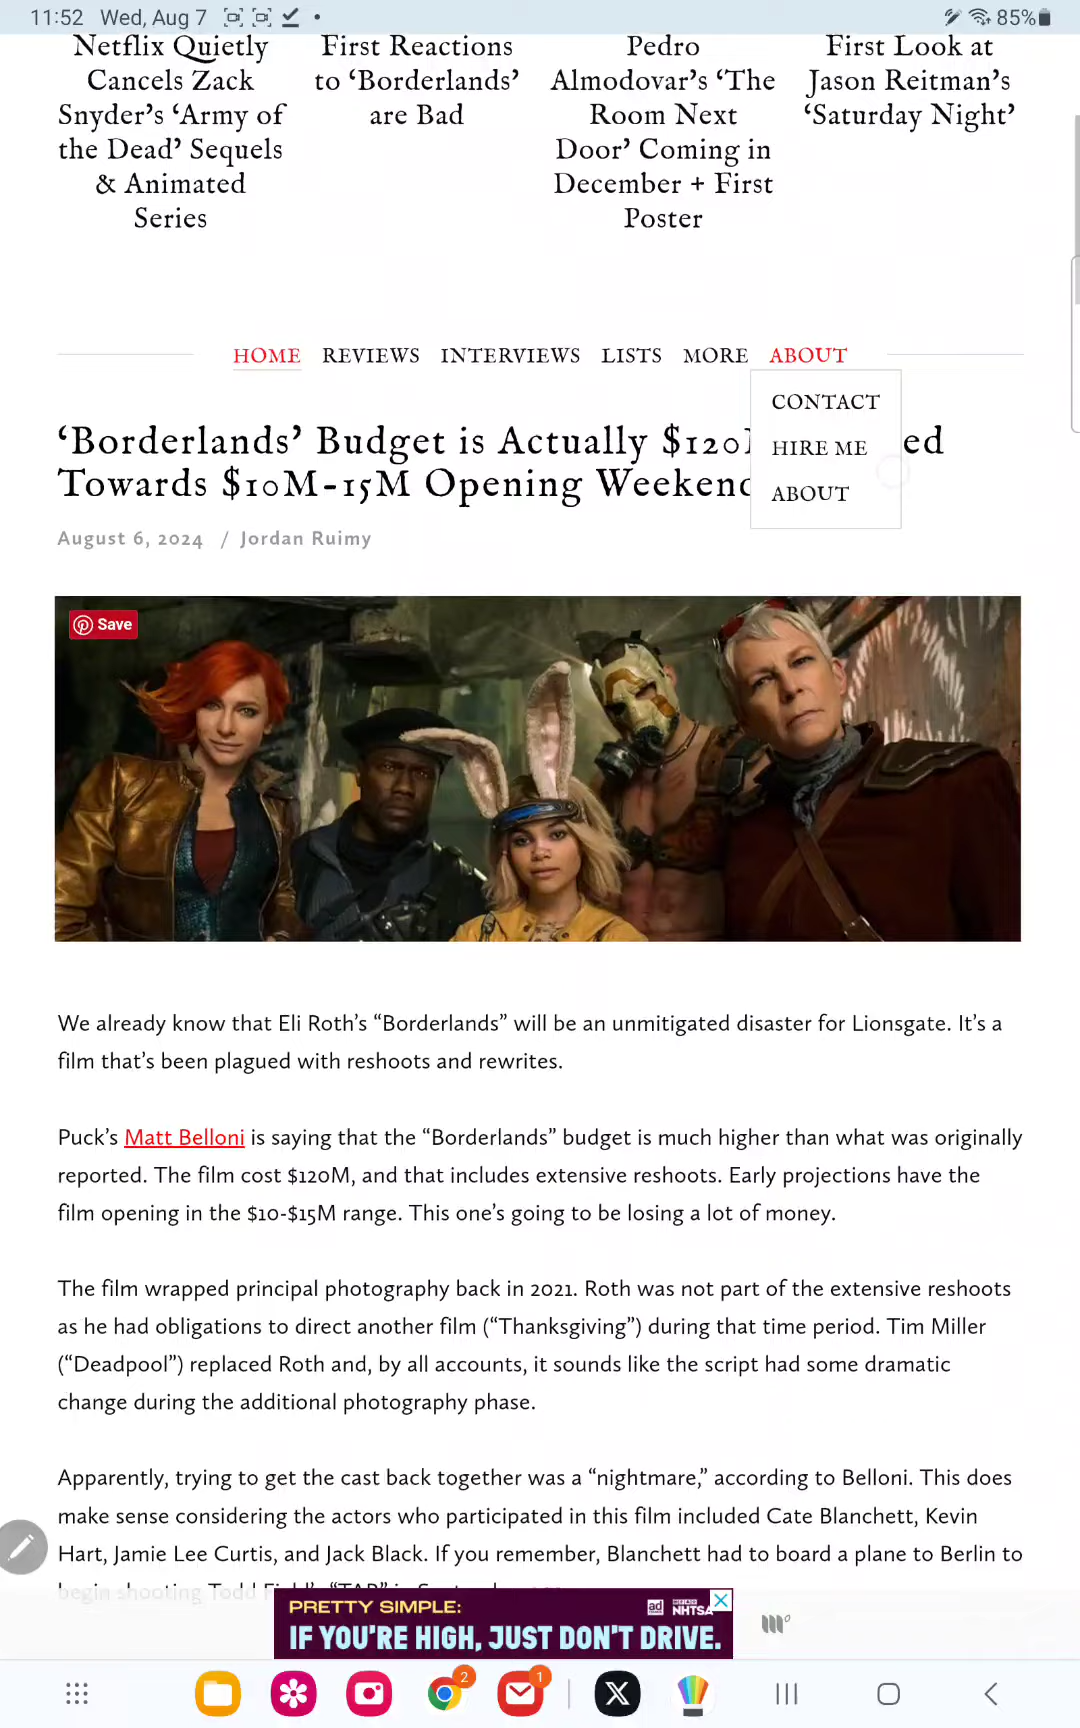 11:52 Wed, Aug 7
85%
Netflix Quietly
Cancels Zack
Snyder’s ‘Army of
the Dead’ Sequels
& Animated
Series
First Reactions
to ‘Borderlands’
are Bad
Pedro
Almodovar’s ‘The
Room Next
Door’ Coming in
December + First
Poster
First Look at
Jason Reitman’s
‘Saturday Night’
HOME REVIEWS INTERVIEWS LISTS MORE ABOUT
CONTACT
HIRE ME
ABOUT
‘Borderlands’ Budget is Actually $120 ed
Towards $10M-15M Opening Weekend
August 6, 2024 / Jordan Ruimy
Save
We already know that Eli Roth’s “Borderlands” will be an unmitigated disaster for Lionsgate. It’s a
film that’s been plagued with reshoots and rewrites.
Puck’s Matt Belloni is saying that the “Borderlands” budget is much higher than what was originally
reported. The film cost $120M, and that includes extensive reshoots. Early projections have the
film opening in the $10-$15M range. This one’s going to be losing a lot of money.
The film wrapped principal photography back in 2021. Roth was not part of the extensive reshoots
as he had obligations to direct another film (“Thanksgiving”) during that time period. Tim Miller
(“Deadpool”) replaced Roth and, by all accounts, it sounds like the script had some dramatic
change during the additional photography phase.
Apparently, trying to get the cast back together was a “nightmare,” according to Belloni. This does
make sense considering the actors who participated in this film included Cate Blanchett, Kevin
Hart, Jamie Lee Curtis, and Jack Black. If you remember, Blanchett had to board a plane to Berlin to
begin shooting Todd
PRETTY SIMPLE:
ad
NHTSA
IF YOU'RE HIGH, JUST DON'T DRIVE.
2
1